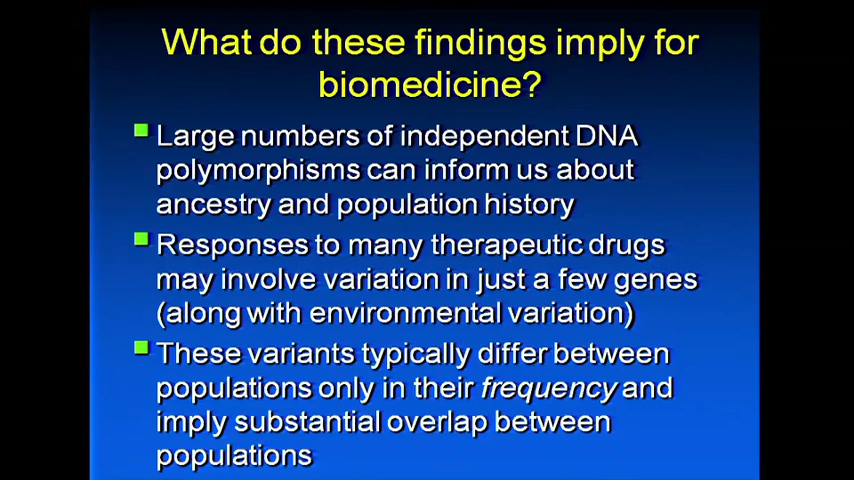 What do these findings imply for
biomedicine?
Large numbers of independent DNA
polymorphisms can inform us about
ancestry and population history
Responses to many therapeutic drugs
may involve variation in just a few genes
(along with environmental variation)
These variants typically differ between
populations only in their frequency and
imply substantial overlap between
populations